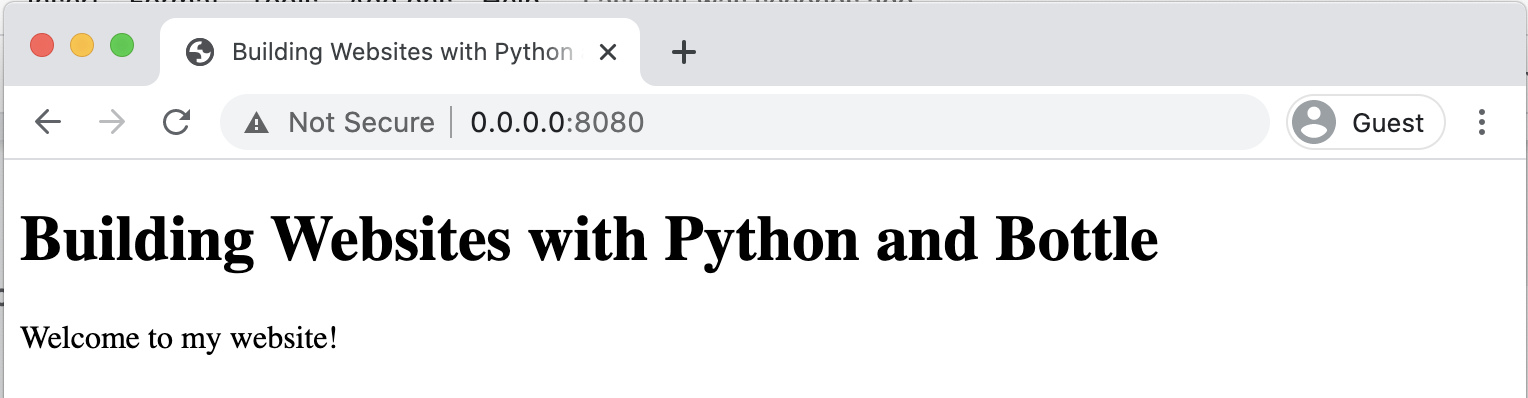 Building Websites with Python
Not Secure 0.0.0.0:8080 Guest
Building Websites with Python and Bottle
Welcome to my website!